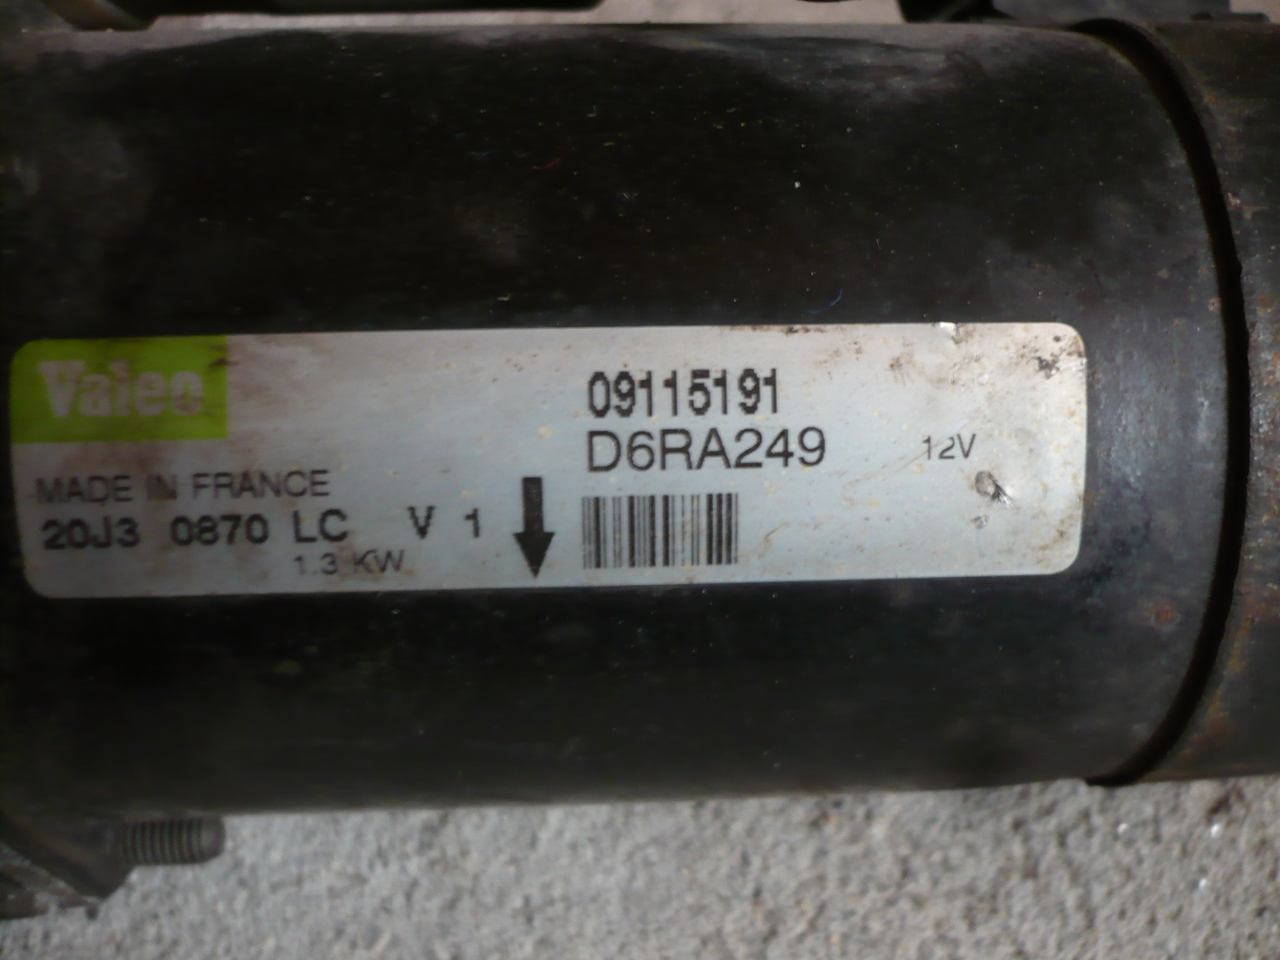 Valeo
09115191
D6RA249
12V
MADE IN FRANCE
20J3 0870 LC V 1
1.3 KW